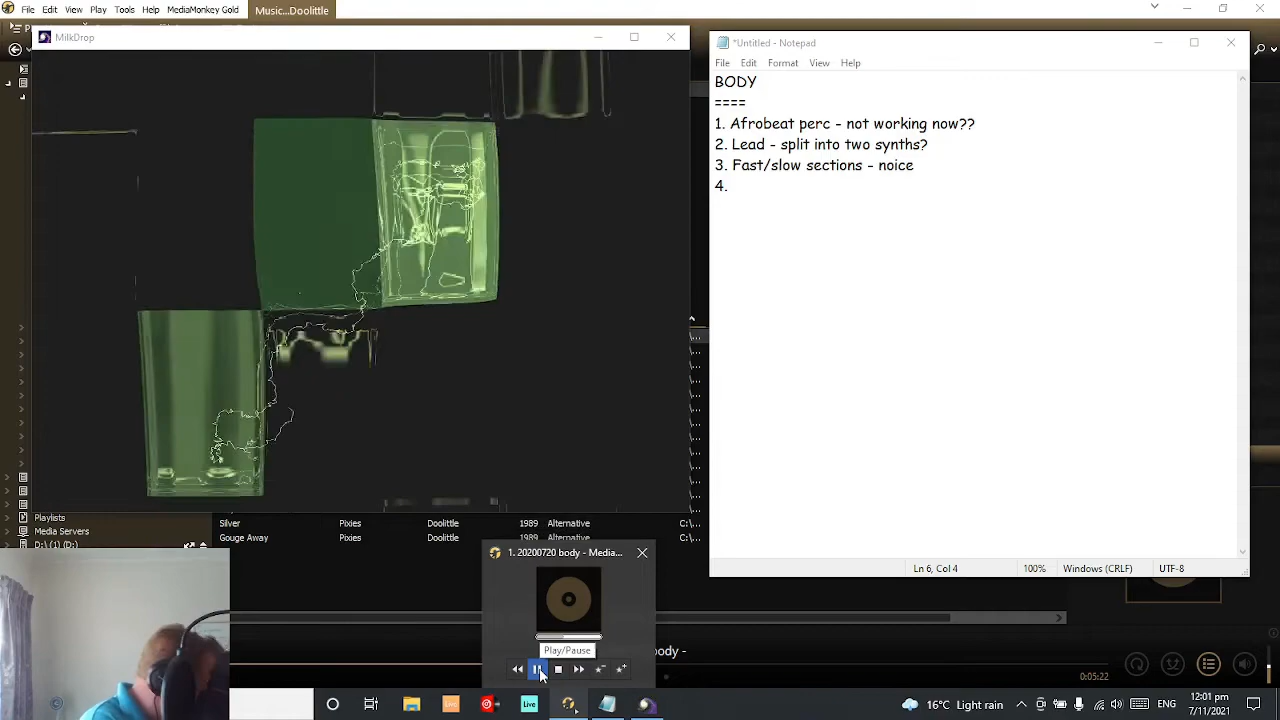 File Edit View Play Tools Help MediaMonkey Gold Music...Doolittle
MilkDrop
*Untitled - Notepad
File Edit Format View Help
BODY
====
1. Afrobeat perc - not working now??
2. Lead - split into two synths?
3. Fast/slow sections - noice
4.
Ln 6, Col 4 100% Windows (CRLF) UTF-8
Playlists
Media Servers
D:\1 (D:)
Silver Pixies Doolittle 1989 Alternative C:\...
Gouge Away Pixies Doolittle 1989 Alternative C:\...
1. 20200720 body - Media...
Play/Pause
body -
0:05:22
Live
Live
16°C Light rain
12:01 pm
7/11/2021